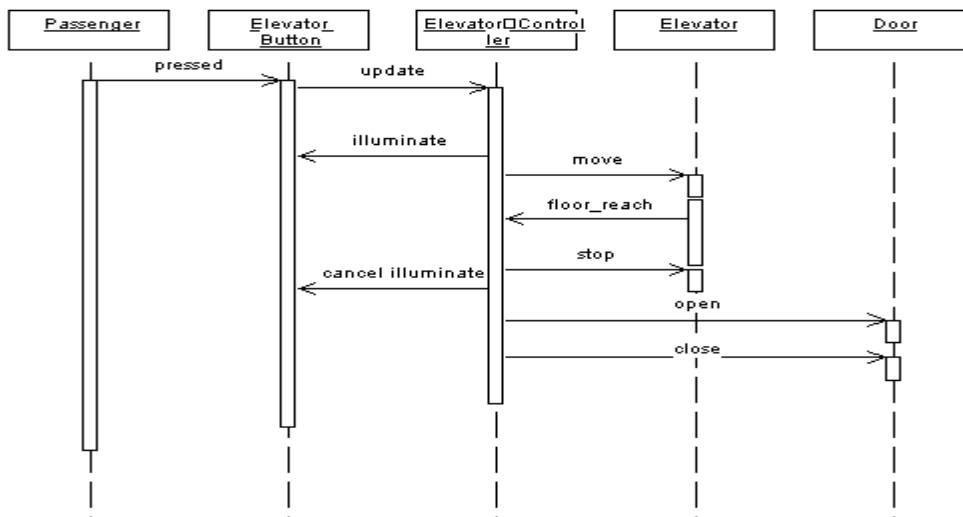 Passenger
Elevator
Button
Elevator□Control
ler
Elevator
Door
pressed
update
illuminate
move
floor_reach
stop
cancel illuminate
open
close